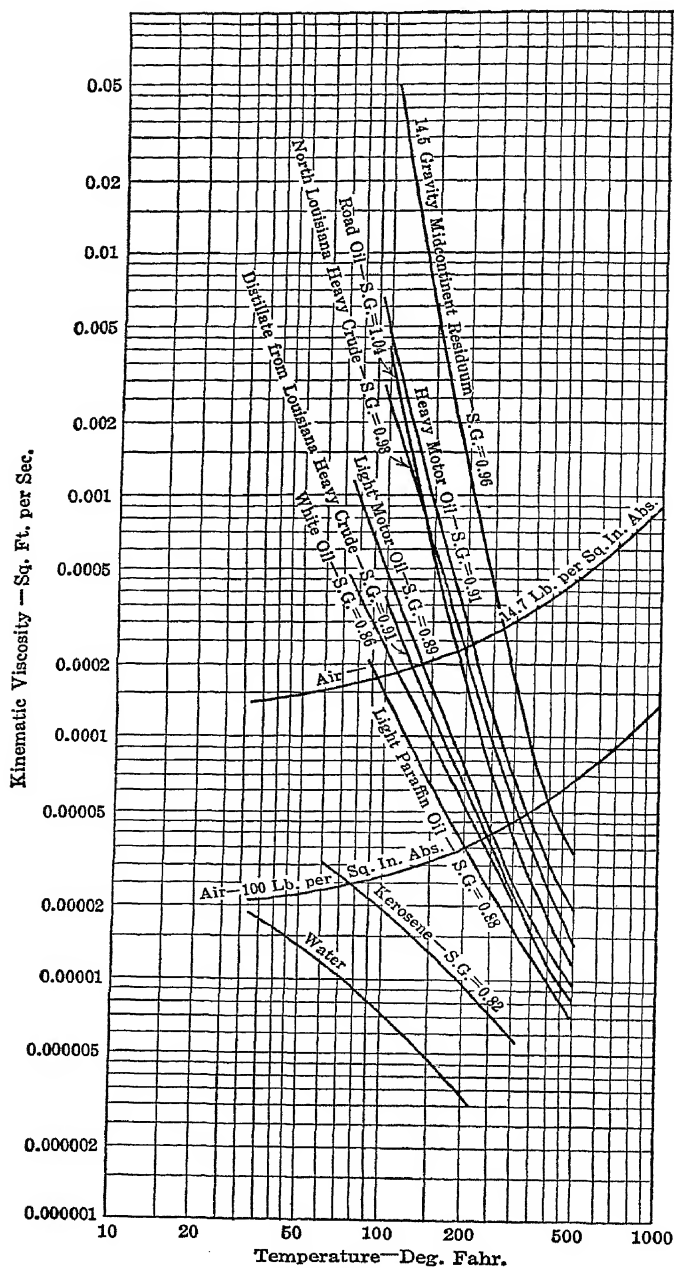 0.05
0.02
0.01
0.005
0.002
0.001
0.0005
0.0002
0.0001
0.00005
0.00002
0.00001
0.000005
0.000002
0.000001
Kinematic Viscosity — Sq. Ft. per Sec.
14.5 Gravity Midcontinent Residuum — S.G.=0.96
Road Oil — S.G.=1.04
North Louisiana Heavy Crude — S.G.=0.98
Heavy Motor Oil — S.G.=0.91
Distillate from Louisiana Heavy Crude — S.G.=0.91
Light Motor Oil — S.G.=0.89
White Oil — S.G.=0.86
Air — 14.7 Lb. per Sq. In. Abs.
Light Paraffin Oil — S.G.=0.88
Air—100 Lb. per Sq. In. Abs.
Kerosene — S.G.=0.82
Water
10 20 50 100 200 500 1000
Temperature—Deg. Fahr.